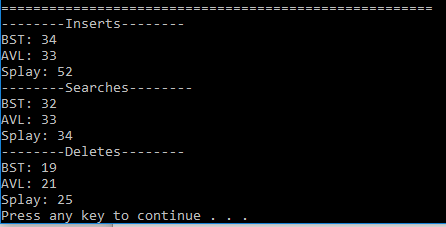 ======================================================
--------Inserts--------
BST: 34
AVL: 33
Splay: 52
--------Searches--------
BST: 32
AVL: 33
Splay: 34
--------Deletes--------
BST: 19
AVL: 21
Splay: 25
Press any key to continue . . .